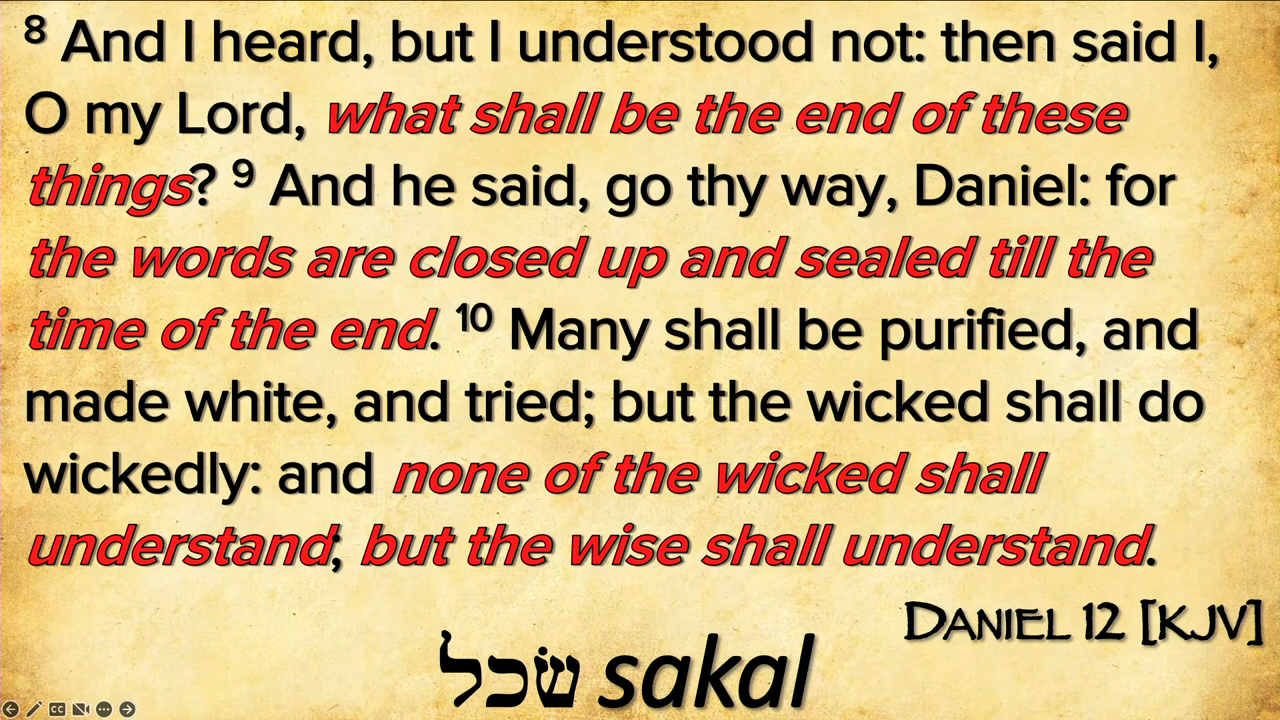 ⁸ And I heard, but I understood not: then said I,
O my Lord, what shall be the end of these
things? ⁹ And he said, go thy way, Daniel: for
the words are closed up and sealed till the
time of the end. ¹⁰ Many shall be purified, and
made white, and tried; but the wicked shall do
wickedly: and none of the wicked shall
understand; but the wise shall understand.
Daniel 12 [KJV]
שׂכל sakal
CC